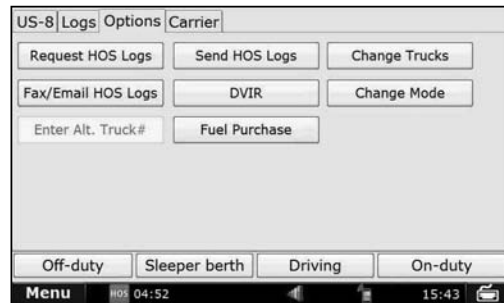 US-8 Logs Options Carrier
Request HOS Logs Send HOS Logs Change Trucks
Fax/Email HOS Logs DVIR Change Mode
Enter Alt. Truck# Fuel Purchase
Off-duty Sleeper berth Driving On-duty
Menu HOS 04:52 15:43